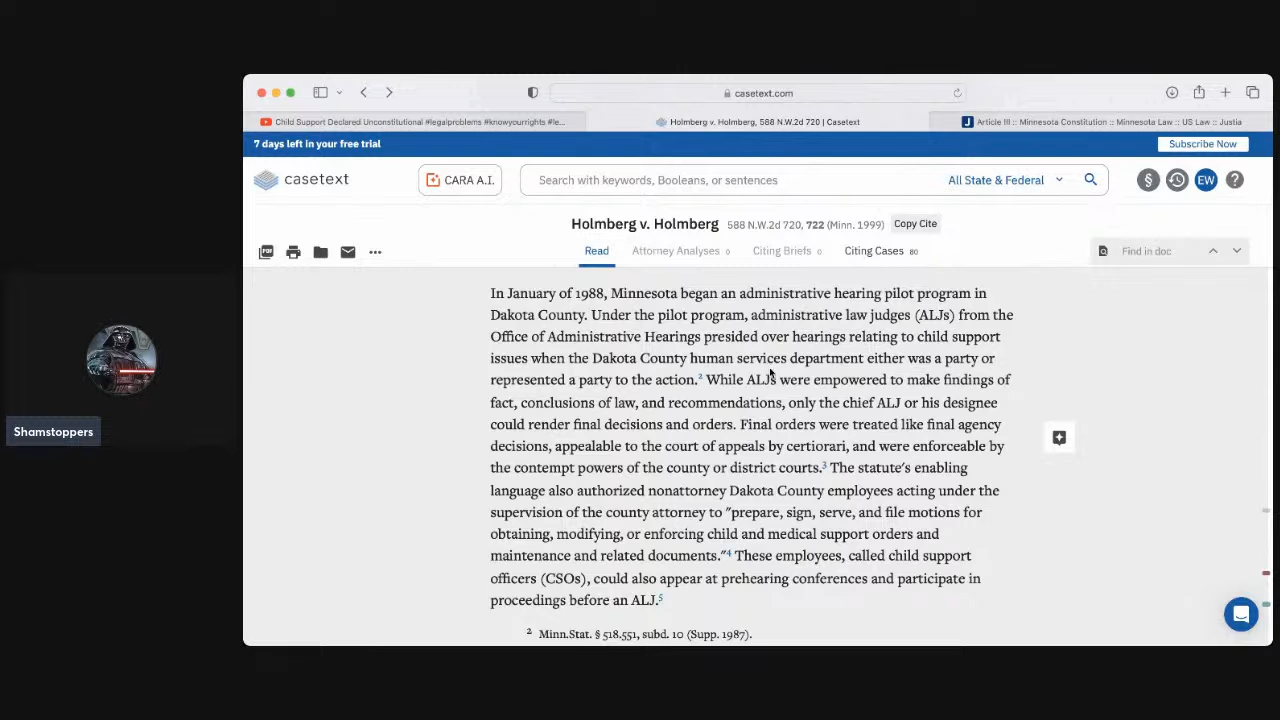 casetext.com
Child Support Declared Unconstitutional #legalproblems #knowyourrights #le...
Holmberg v. Holmberg, 588 N.W.2d 720 | Casetext
J Article III :: Minnesota Constitution :: Minnesota Law :: US Law :: Justia
7 days left in your free trial
Subscribe Now
casetext
CARA A.I.
Search with keywords, Booleans, or sentences
All State & Federal
§
EW
?
Holmberg v. Holmberg 588 N.W.2d 720, 722 (Minn. 1999) Copy Cite
PDF
Read Attorney Analyses 0 Citing Briefs 0 Citing Cases 80
Find in doc
In January of 1988, Minnesota began an administrative hearing pilot program in
Dakota County. Under the pilot program, administrative law judges (ALJs) from the
Office of Administrative Hearings presided over hearings relating to child support
issues when the Dakota County human services department either was a party or
represented a party to the action.2 While ALJs were empowered to make findings of
fact, conclusions of law, and recommendations, only the chief ALJ or his designee
could render final decisions and orders. Final orders were treated like final agency
decisions, appealable to the court of appeals by certiorari, and were enforceable by
the contempt powers of the county or district courts.3 The statute's enabling
language also authorized nonattorney Dakota County employees acting under the
supervision of the county attorney to "prepare, sign, serve, and file motions for
obtaining, modifying, or enforcing child and medical support orders and
maintenance and related documents."4 These employees, called child support
officers (CSOs), could also appear at prehearing conferences and participate in
proceedings before an ALJ.5
2 Minn.Stat. § 518.551, subd. 10 (Supp. 1987).
Shamstoppers